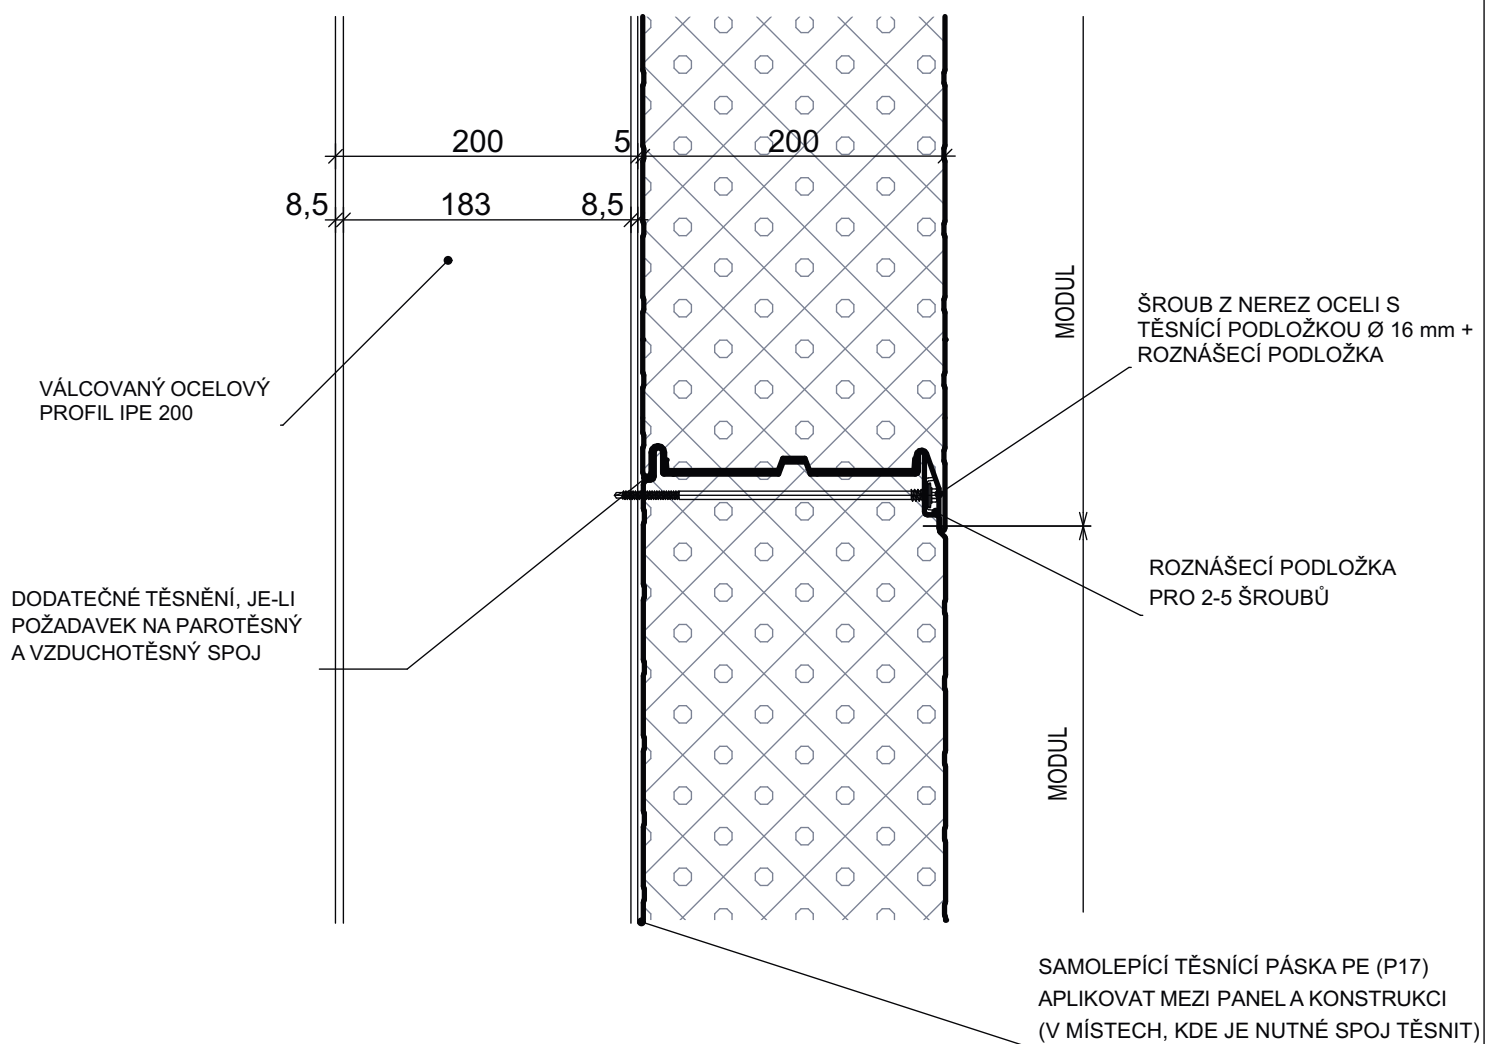 200
5
200
8,5
183
8,5
MODUL
ŠROUB Z NEREZ OCELI S
TĚSNÍCÍ PODLOŽKOU Ø 16 mm +
ROZNÁŠECÍ PODLOŽKA
VÁLCOVANÝ OCELOVÝ
PROFIL IPE 200
ROZNÁŠECÍ PODLOŽKA
PRO 2-5 ŠROUBŮ
DODATEČNÉ TĚSNĚNÍ, JE-LI
POŽADAVEK NA PAROTĚSNÝ
A VZDUCHOTĚSNÝ SPOJ
MODUL
SAMOLEPÍCÍ TĚSNÍCÍ PÁSKA PE (P17)
APLIKOVAT MEZI PANEL A KONSTRUKCI
(V MÍSTECH, KDE JE NUTNÉ SPOJ TĚSNIT)